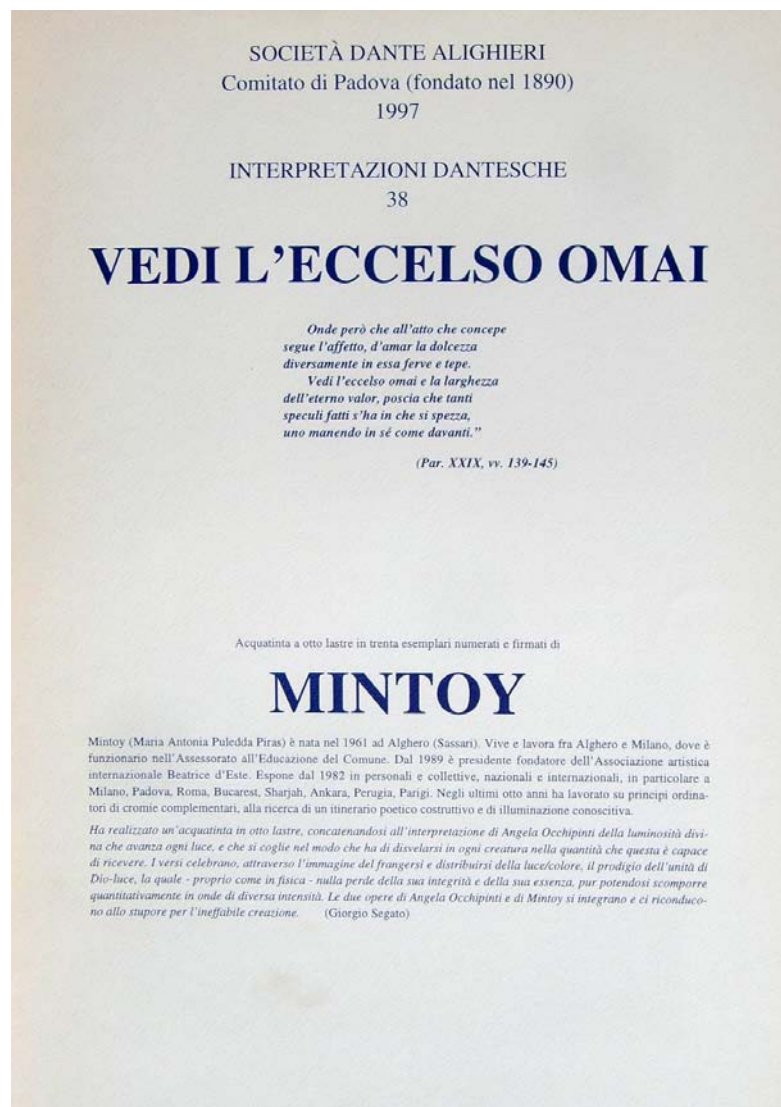 SOCIETÀ DANTE ALIGHIERI
Comitato di Padova (fondato nel 1890)
1997
INTERPRETAZIONI DANTESCHE
38
VEDI L'ECCELSO OMAI
Onde però che all'atto che concepe
segue l'affetto, d'amar la dolcezza
diversamente in essa ferve e tepe.
Vedi l'eccelso omai e la larghezza
dell'eterno valor, poscia che tanti
speculi fatti s'ha in che si spezza,
uno manendo in sé come davanti."
(Par. XXIX, vv. 139-145)
Acquatinta a otto lastre in trenta esemplari numerati e firmati di
MINTOY
Mintoy (Maria Antonia Puledda Piras) è nata nel 1961 ad Alghero (Sassari). Vive e lavora fra Alghero e Milano, dove è
funzionario nell'Assessorato all'Educazione del Comune. Dal 1989 è presidente fondatore dell'Associazione artistica
internazionale Beatrice d'Este. Espone dal 1982 in personali e collettive, nazionali e internazionali, in particolare a
Milano, Padova, Roma, Bucarest, Sharjah, Ankara, Perugia, Parigi. Negli ultimi otto anni ha lavorato su principi ordina-
tori di cromie complementari, alla ricerca di un itinerario poetico costruttivo e di illuminazione conoscitiva.
Ha realizzato un'acquatinta in otto lastre, concatenandosi all'interpretazione di Angela Occhipinti della luminosità divi-
na che avanza ogni luce, e che si coglie nel modo che ha di disvelarsi in ogni creatura nella quantità che questa è capace
di ricevere. I versi celebrano, attraverso l'immagine del frangersi e distribuirsi della luce/colore, il prodigio dell'unità di
Dio-luce, la quale - proprio come in fisica - nulla perde della sua integrità e della sua essenza, pur potendosi scomporre
quantitativamente in onde di diversa intensità. Le due opere di Angela Occhipinti e di Mintoy si integrano e ci riconduco-
no allo stupore per l'ineffabile creazione. (Giorgio Segato)